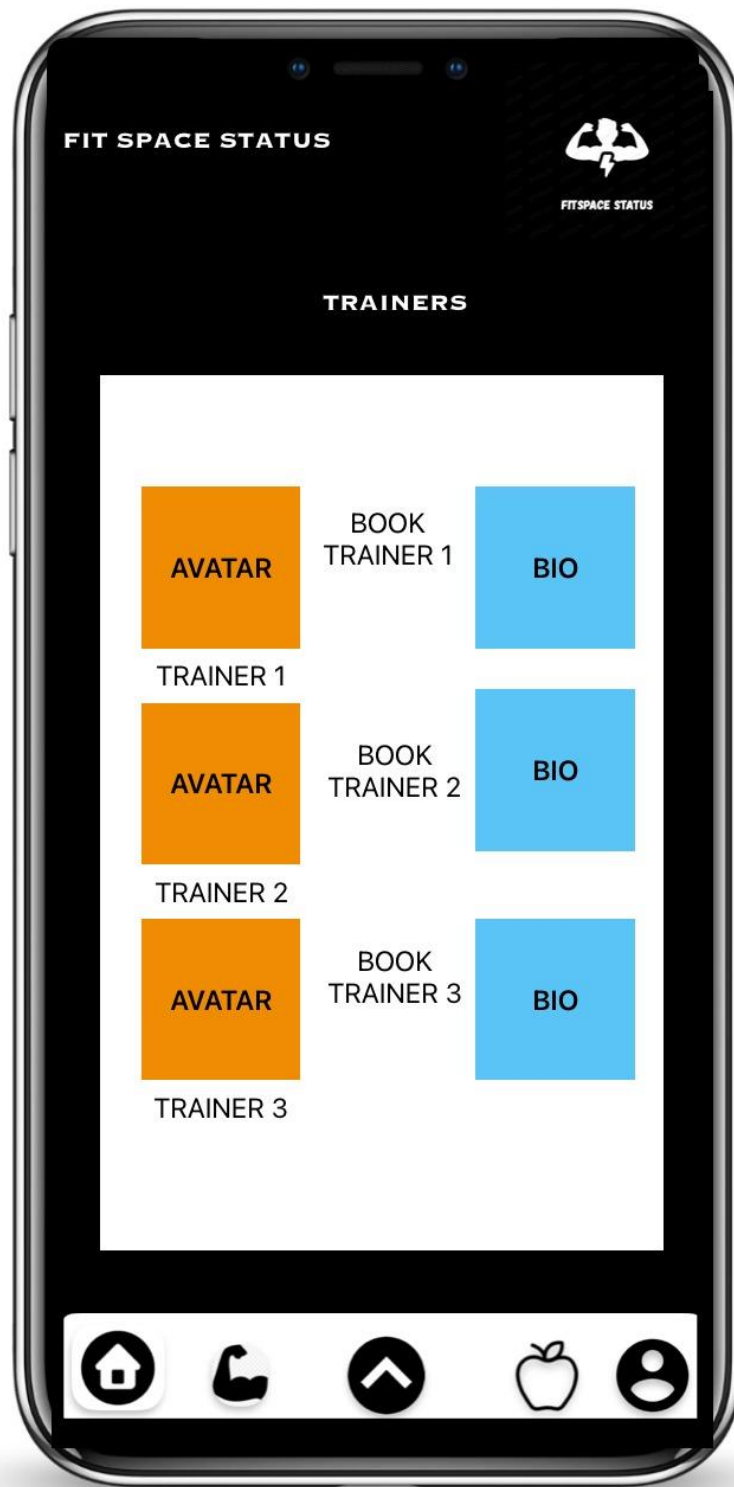 FIT SPACE STATUS
FITSPACE STATUS
TRAINERS
AVATAR
BOOK
TRAINER 1
BIO
TRAINER 1
AVATAR
BOOK
TRAINER 2
BIO
TRAINER 2
AVATAR
BOOK
TRAINER 3
BIO
TRAINER 3